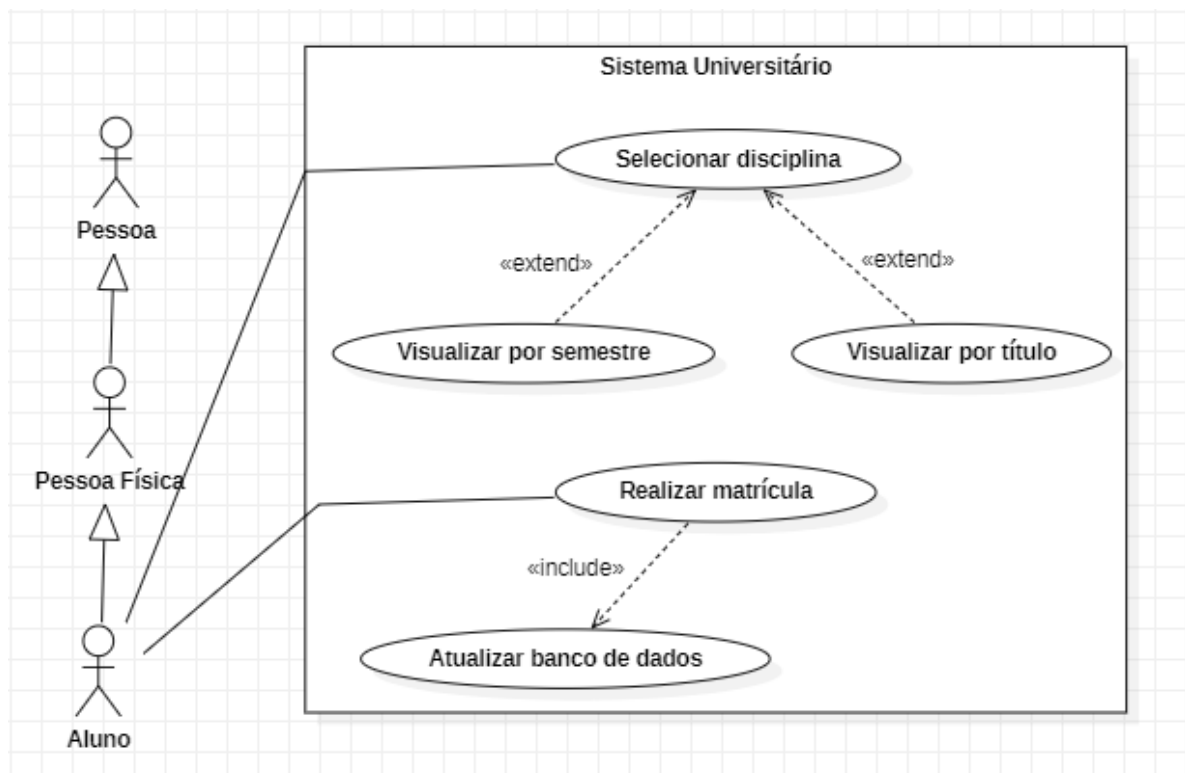 Sistema Universitário
Selecionar disciplina
Pessoa
«extend»
«extend»
Visualizar por semestre
Visualizar por título
Pessoa Física
Realizar matrícula
«include»
Atualizar banco de dados
Aluno